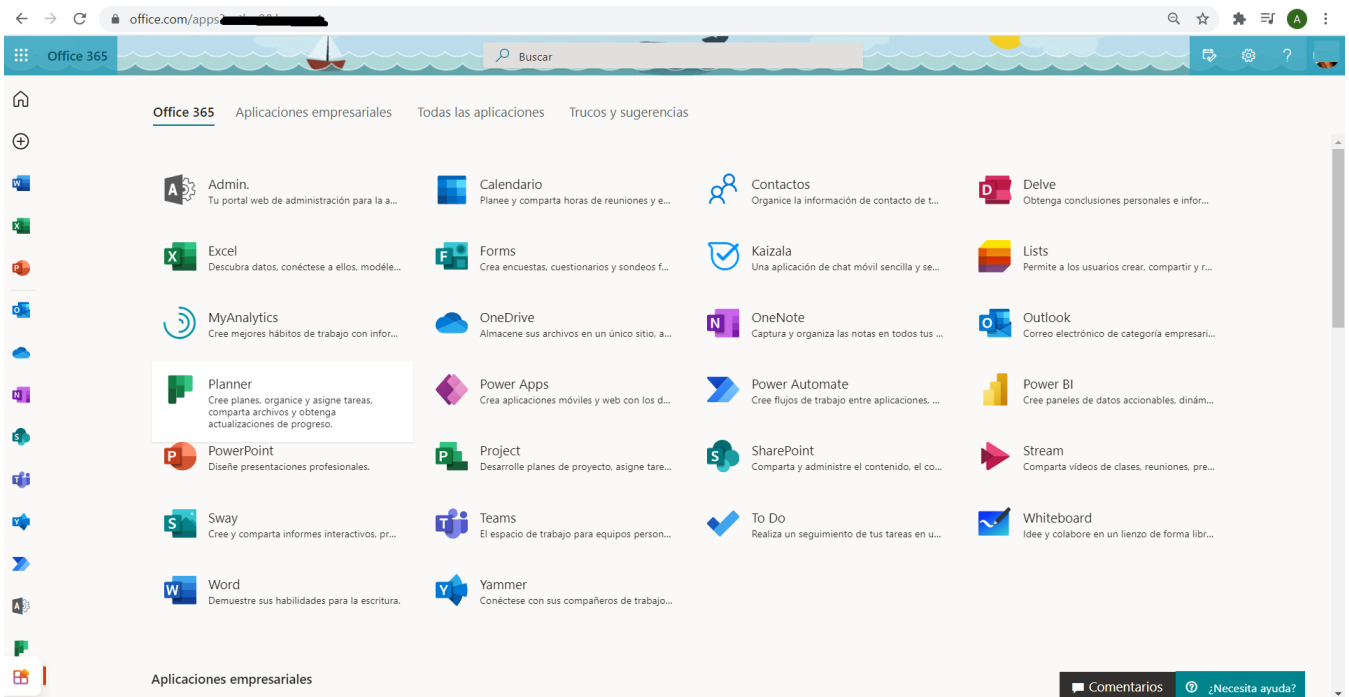 office.com/apps?
A
Office 365
Buscar
Office 365 Aplicaciones empresariales Todas las aplicaciones Trucos y sugerencias
Admin.
Tu portal web de administración para la a...
Calendario
Planee y comparta horas de reuniones y e...
Contactos
Organice la información de contacto de t...
Delve
Obtenga conclusiones personales e infor...
Excel
Descubra datos, conéctese a ellos, modéle...
Forms
Crea encuestas, cuestionarios y sondeos f...
Kaizala
Una aplicación de chat móvil sencilla y se...
Lists
Permite a los usuarios crear, compartir y r...
MyAnalytics
Cree mejores hábitos de trabajo con infor...
OneDrive
Almacene sus archivos en un único sitio, a...
OneNote
Captura y organiza las notas en todos tus ...
Outlook
Correo electrónico de categoría empresari...
Planner
Cree planes, organice y asigne tareas,
comparta archivos y obtenga
actualizaciones de progreso.
Power Apps
Crea aplicaciones móviles y web con los d...
Power Automate
Cree flujos de trabajo entre aplicaciones, ...
Power BI
Cree paneles de datos accionables, dinám...
PowerPoint
Diseñe presentaciones profesionales.
Project
Desarrolle planes de proyecto, asigne tare...
SharePoint
Comparta y administre el contenido, el co...
Stream
Comparta vídeos de clases, reuniones, pre...
Sway
Cree y comparta informes interactivos, pr...
Teams
El espacio de trabajo para equipos person...
To Do
Realiza un seguimiento de tus tareas en u...
Whiteboard
Idee y colabore en un lienzo de forma libr...
Word
Demuestre sus habilidades para la escritura.
Yammer
Conéctese con sus compañeros de trabajo...
Aplicaciones empresariales
Comentarios
¿Necesita ayuda?